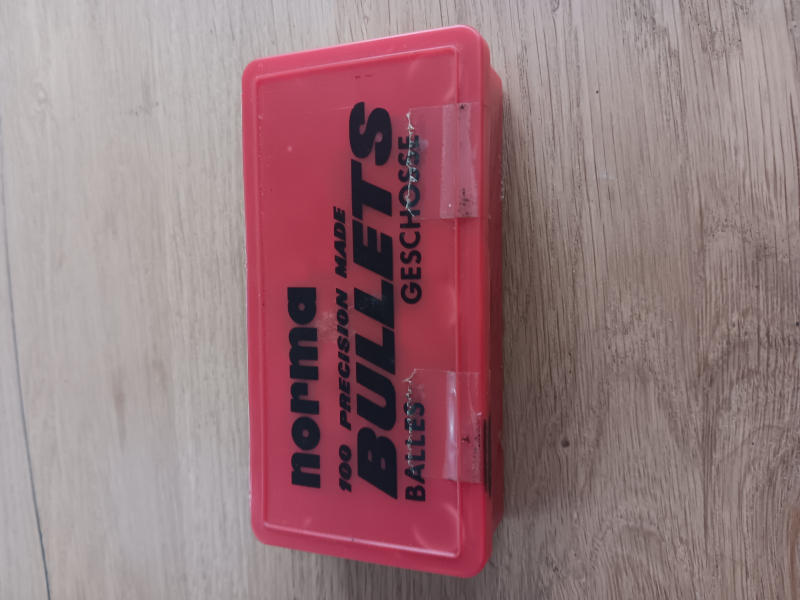 norma
100 PRECISION MADE
BULLETS
BALLES GESCHOSSE